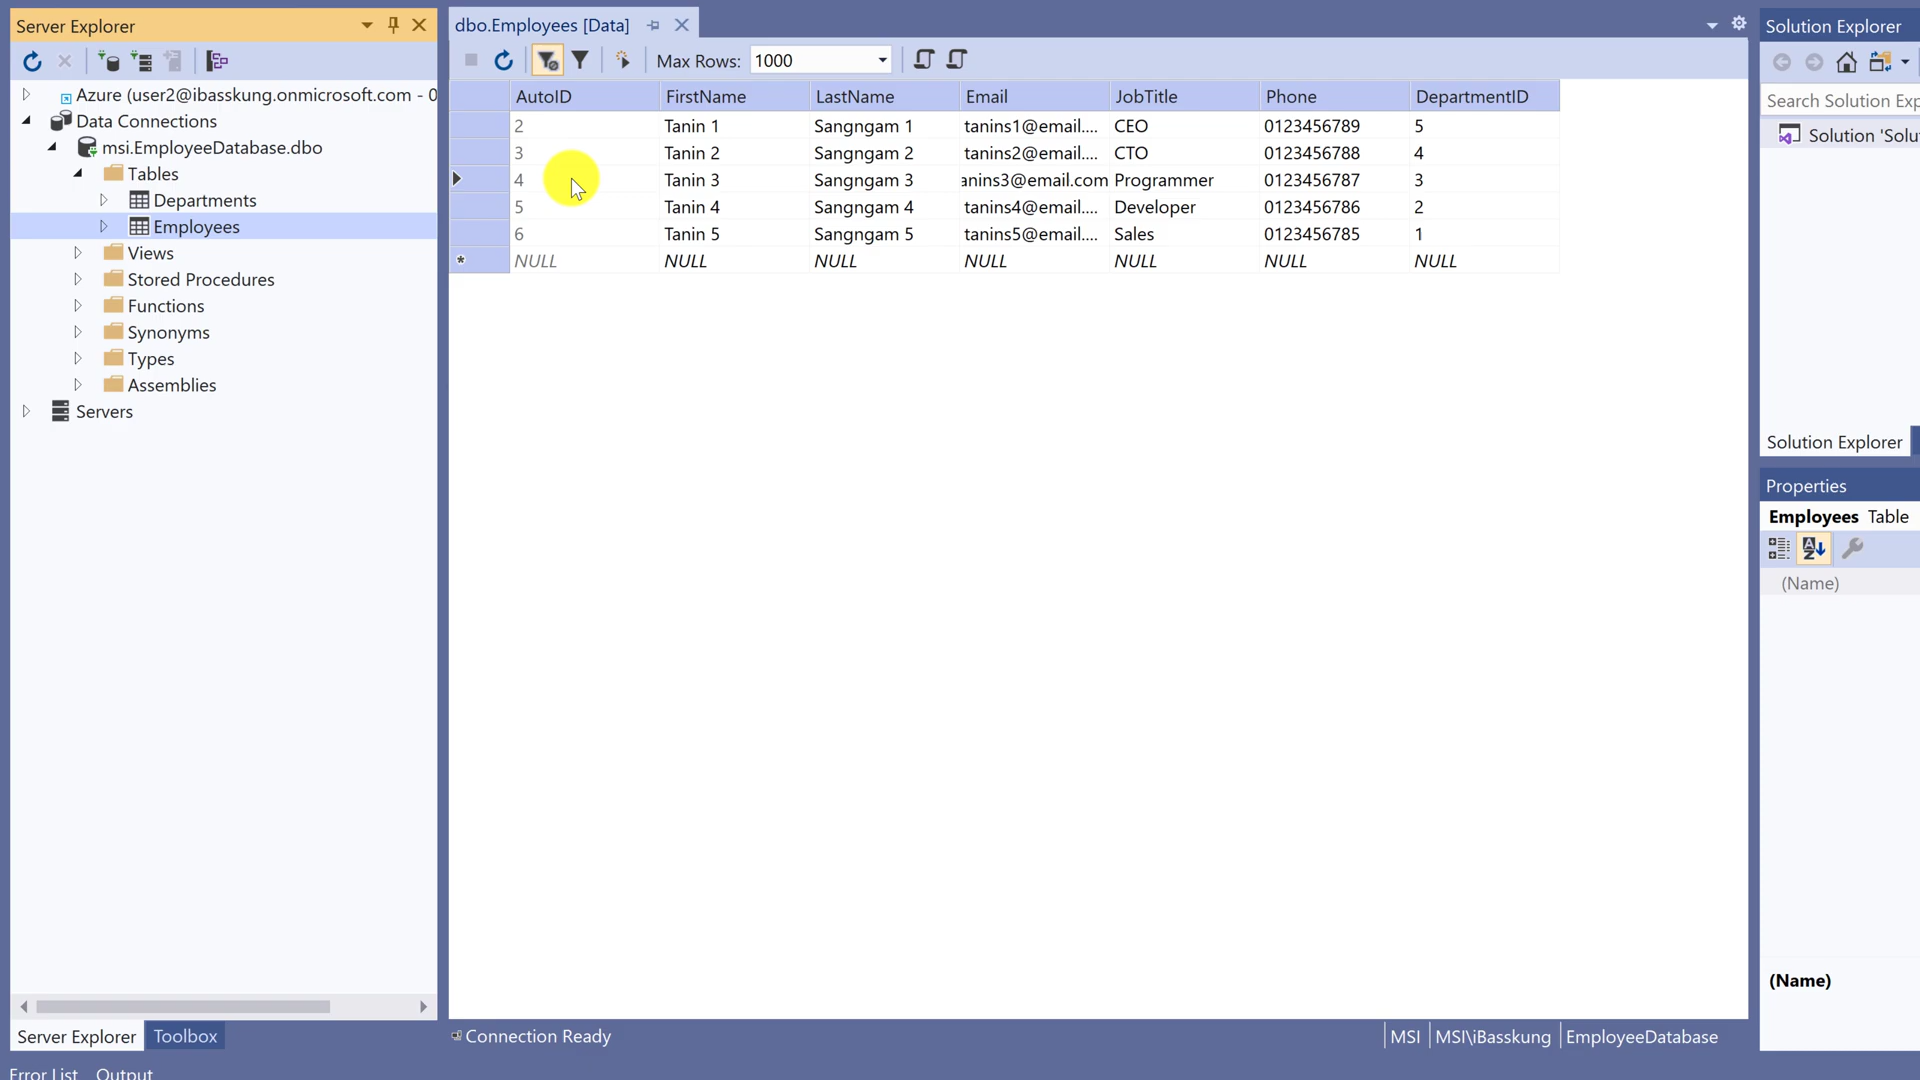 Server Explorer
Azure (user2@ibasskung.onmicrosoft.com - 0
Data Connections
msi.EmployeeDatabase.dbo
Tables
Departments
Employees
Views
Stored Procedures
Functions
Synonyms
Types
Assemblies
Servers
Server Explorer Toolbox
Error List Output
dbo.Employees [Data]
Max Rows: 1000
AutoID FirstName LastName Email JobTitle Phone DepartmentID
2 Tanin 1 Sangngam 1 tanins1@email.... CEO 0123456789 5
3 Tanin 2 Sangngam 2 tanins2@email.... CTO 0123456788 4
4 Tanin 3 Sangngam 3 anins3@email.com Programmer 0123456787 3
5 Tanin 4 Sangngam 4 tanins4@email.... Developer 0123456786 2
6 Tanin 5 Sangngam 5 tanins5@email.... Sales 0123456785 1
NULL NULL NULL NULL NULL NULL NULL
Connection Ready MSI MSI\iBasskung EmployeeDatabase
Solution Explorer
Search Solution Exp
Solution 'Solu
Solution Explorer
Properties
Employees Table
(Name)
(Name)